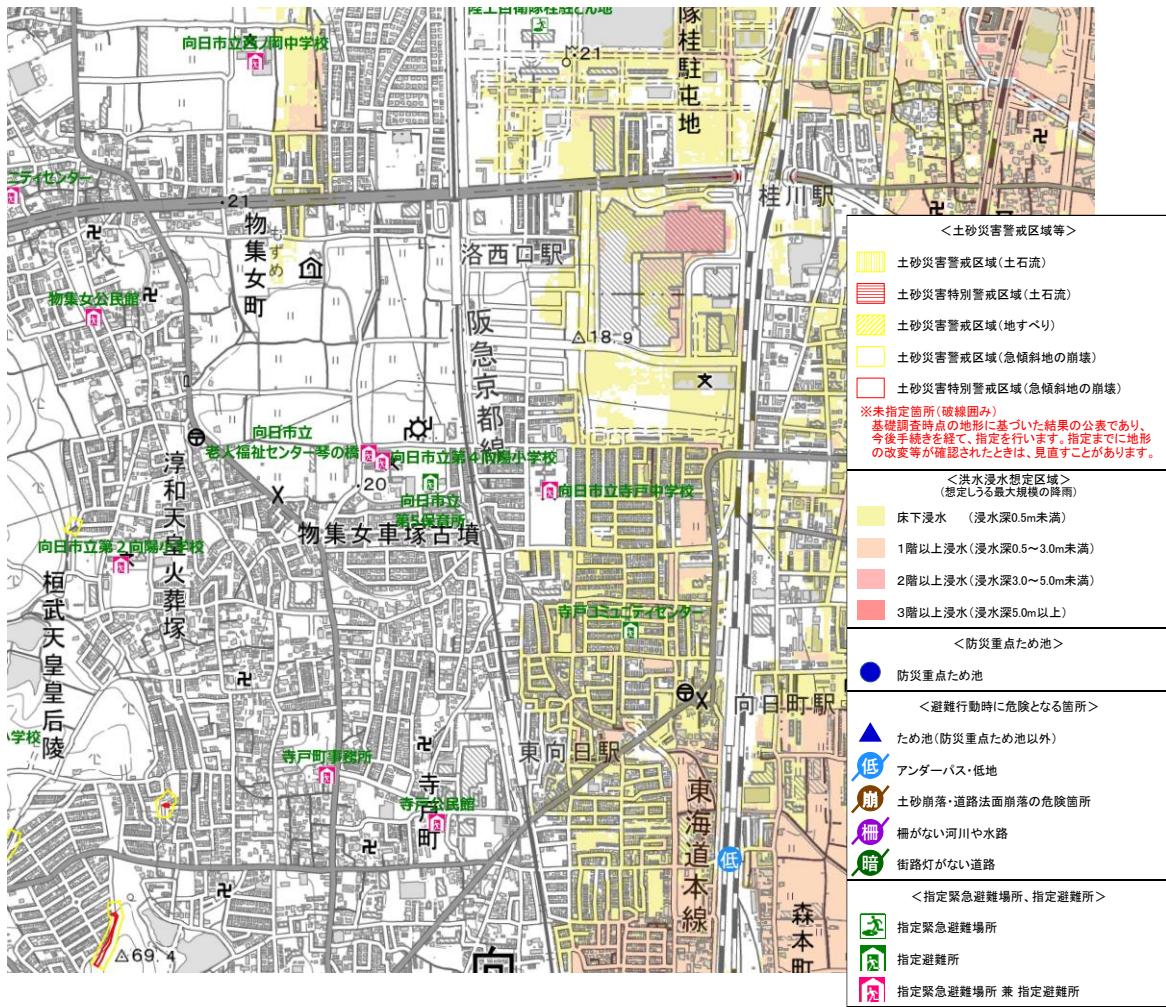 陸上自衛隊桂駐とん地
隊桂駐屯地
向日市立西ノ岡中学校
21
ニティセンター
21
物集女町
もずめ
桂川駅
洛西口駅
物集女公民館
阪急京都線
18.9
向日市立
老人福祉センター琴の橋
向日市立第4向陽小学校
20
向日市立
第5保育所
向日市立寺戸中学校
淳和天皇火葬塚
物集女車塚古墳
向日市立第2向陽小学校
桓武天皇皇后陵
寺戸コミュニティセンター
向日町駅
小学校
東向日駅
寺戸町事務所
寺戸公民館
寺戸町
東海道本線
低
森本町
69.4
向
＜土砂災害警戒区域等＞
土砂災害警戒区域(土石流)
土砂災害特別警戒区域(土石流)
土砂災害警戒区域(地すべり)
土砂災害警戒区域(急傾斜地の崩壊)
土砂災害特別警戒区域(急傾斜地の崩壊)
※未指定箇所(破線囲み)
基礎調査時点の地形に基づいた結果の公表であり、
今後手続きを経て、指定を行います。指定までに地形
の改変等が確認されたときは、見直すことがあります。
＜洪水浸水想定区域＞
(想定しうる最大規模の降雨)
床下浸水　(浸水深0.5m未満)
1階以上浸水(浸水深0.5～3.0m未満)
2階以上浸水(浸水深3.0～5.0m未満)
3階以上浸水(浸水深5.0m以上)
＜防災重点ため池＞
防災重点ため池
＜避難行動時に危険となる箇所＞
ため池(防災重点ため池以外)
低 アンダーパス・低地
崩 土砂崩落・道路法面崩落の危険箇所
柵 柵がない河川や水路
暗 街路灯がない道路
＜指定緊急避難場所、指定避難所＞
指定緊急避難場所
指定避難所
指定緊急避難場所 兼 指定避難所